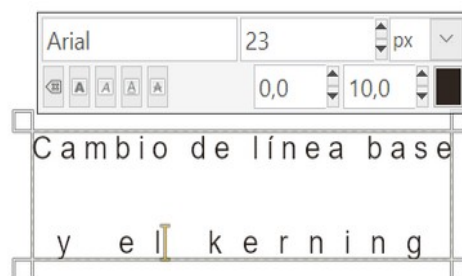 Arial 23 px
A A A A 0,0 10,0
Cambio de línea base
y el kerning